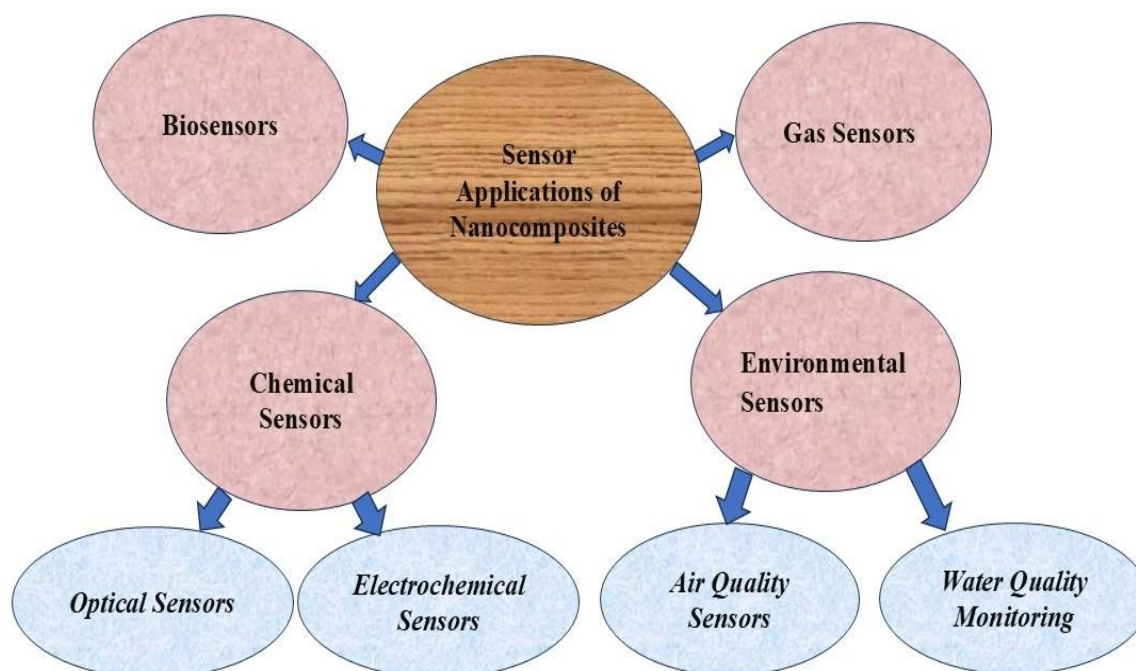 Biosensors
Sensor
Applications of
Nanocomposites
Gas Sensors
Chemical
Sensors
Environmental
Sensors
Optical Sensors
Electrochemical
Sensors
Air Quality
Sensors
Water Quality
Monitoring